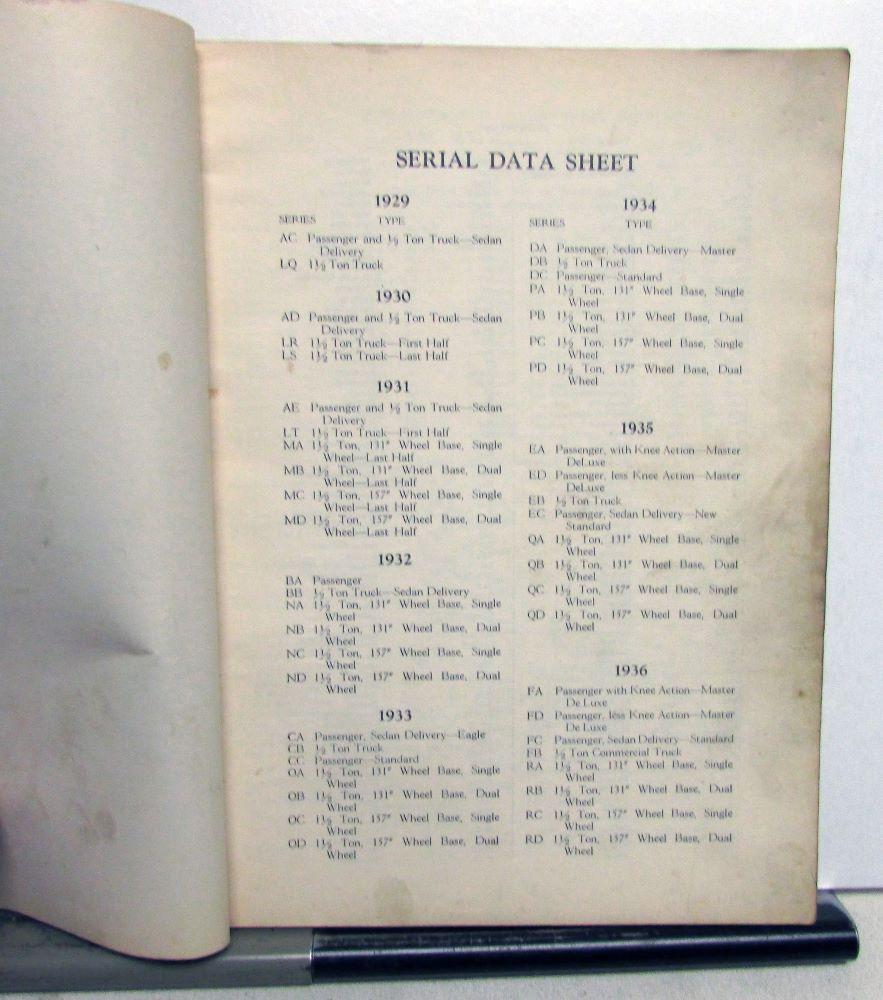 SERIAL DATA SHEET
1929
SERIES TYPE
AC Passenger and ½ Ton Truck—Sedan
Delivery
LQ 1½ Ton Truck
1930
AD Passenger and ½ Ton Truck—Sedan
Delivery
LR 1½ Ton Truck—First Half
LS 1½ Ton Truck—Last Half
1931
AE Passenger and ½ Ton Truck—Sedan
Delivery
LT 1½ Ton Truck—First Half
MA 1½ Ton, 131" Wheel Base, Single
Wheel—Last Half
MB 1½ Ton, 131" Wheel Base, Dual
Wheel—Last Half
MC 1½ Ton, 157" Wheel Base, Single
Wheel—Last Half
MD 1½ Ton, 157" Wheel Base, Dual
Wheel—Last Half
1932
BA Passenger
BB ½ Ton Truck—Sedan Delivery
NA 1½ Ton, 131" Wheel Base, Single
Wheel
NB 1½ Ton, 131" Wheel Base, Dual
Wheel
NC 1½ Ton, 157" Wheel Base, Single
Wheel
ND 1½ Ton, 157" Wheel Base, Dual
Wheel
1933
CA Passenger, Sedan Delivery—Eagle
CB ½ Ton Truck
CC Passenger—Standard
OA 1½ Ton, 131" Wheel Base, Single
Wheel
OB 1½ Ton, 131" Wheel Base, Dual
Wheel
OC 1½ Ton, 157" Wheel Base, Single
Wheel
OD 1½ Ton, 157" Wheel Base, Dual
Wheel
1934
SERIES TYPE
DA Passenger, Sedan Delivery—Master
DB ½ Ton Truck
DC Passenger—Standard
PA 1½ Ton, 131" Wheel Base, Single
Wheel
PB 1½ Ton, 131" Wheel Base, Dual
Wheel
PC 1½ Ton, 157" Wheel Base, Single
Wheel
PD 1½ Ton, 157" Wheel Base, Dual
Wheel
1935
EA Passenger, with Knee Action—Master
DeLuxe
ED Passenger, less Knee Action—Master
DeLuxe
EB ½ Ton Truck
EC Passenger, Sedan Delivery—New
Standard
QA 1½ Ton, 131" Wheel Base, Single
Wheel
QB 1½ Ton, 131" Wheel Base, Dual
Wheel
QC 1½ Ton, 157" Wheel Base, Single
Wheel
QD 1½ Ton, 157" Wheel Base, Dual
Wheel
1936
FA Passenger with Knee Action—Master
De Luxe
FD Passenger, less Knee Action—Master
De Luxe
FC Passenger, Sedan Delivery—Standard
FB ½ Ton Commercial Truck
RA 1½ Ton, 131" Wheel Base, Single
Wheel
RB 1½ Ton, 131" Wheel Base, Dual
Wheel
RC 1½ Ton, 157" Wheel Base, Single
Wheel
RD 1½ Ton, 157" Wheel Base, Dual
Wheel